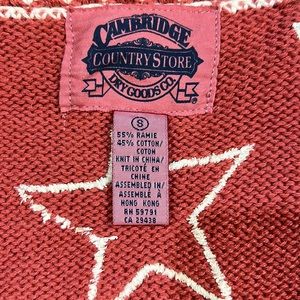 CAMBRIDGE
COUNTRY STORE
DRY GOODS CO.
®
S
55% RAMIE
45% COTTON/
COTON
KNIT IN CHINA/
TRICOTÉ EN
CHINE
ASSEMBLED IN/
ASSEMBLÉ À
HONG KONG
RN 59791
CA 29438